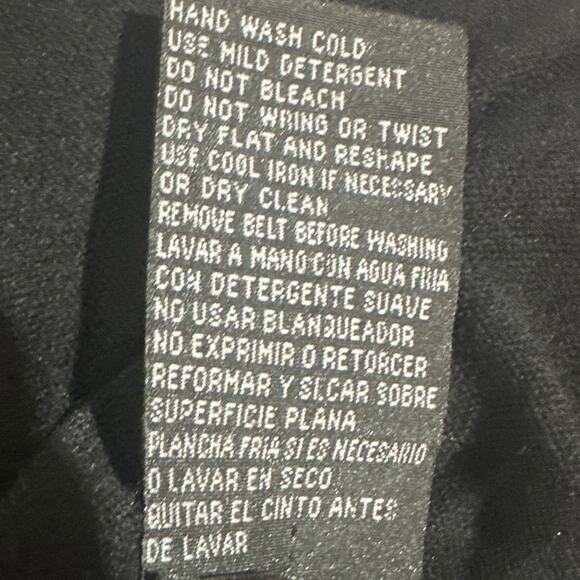 HAND WASH COLD
USE MILD DETERGENT
DO NOT BLEACH
DO NOT WRING OR TWIST
DRY FLAT AND RESHAPE
USE COOL IRON IF NECESSARY
OR DRY CLEAN
REMOVE BELT BEFORE WASHING
LAVAR A MANO CON AGUA FRIA
CON DETERGENTE SUAVE
NO USAR BLANQUEADOR
NO EXPRIMIR O RETORCER
REFORMAR Y SECAR SOBRE
SUPERFICIE PLANA
PLANCHA FRIA SI ES NECESARIO
O LAVAR EN SECO
QUITAR EL CINTO ANTES
DE LAVAR